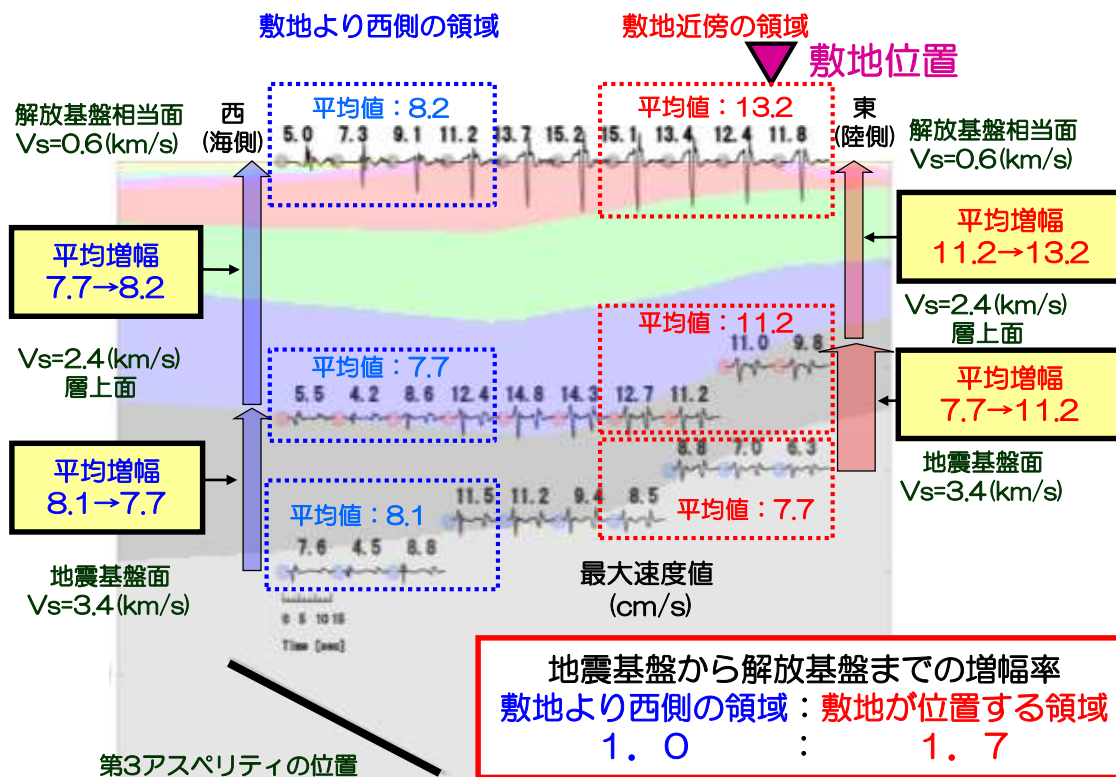 敷地より西側の領域
敷地近傍の領域
敷地位置
解放基盤相当面
Vs=0.6(km/s)
西
(海側)
平均値：8.2
5.0 7.3 9.1 11.2 13.7 15.2 15.1 13.4 12.4 11.8
平均値：13.2
東
(陸側)
解放基盤相当面
Vs=0.6(km/s)
平均増幅
7.7→8.2
平均増幅
11.2→13.2
Vs=2.4(km/s)
層上面
Vs=2.4(km/s)
層上面
平均値：11.2
11.0 9.8
平均値：7.7
5.5 4.2 8.6 12.4 14.8 14.3 12.7 11.2
平均増幅
7.7→11.2
平均増幅
8.1→7.7
8.8 7.0 6.3
平均値：7.7
地震基盤面
Vs=3.4(km/s)
11.5 11.2 9.4 8.5
平均値：8.1
7.6 4.5 8.8
地震基盤面
Vs=3.4(km/s)
最大速度値
(cm/s)
0 5 10 15
Time [sec]
地震基盤から解放基盤までの増幅率
敷地より西側の領域：敷地が位置する領域
1.0 : 1.7
第3アスペリティの位置